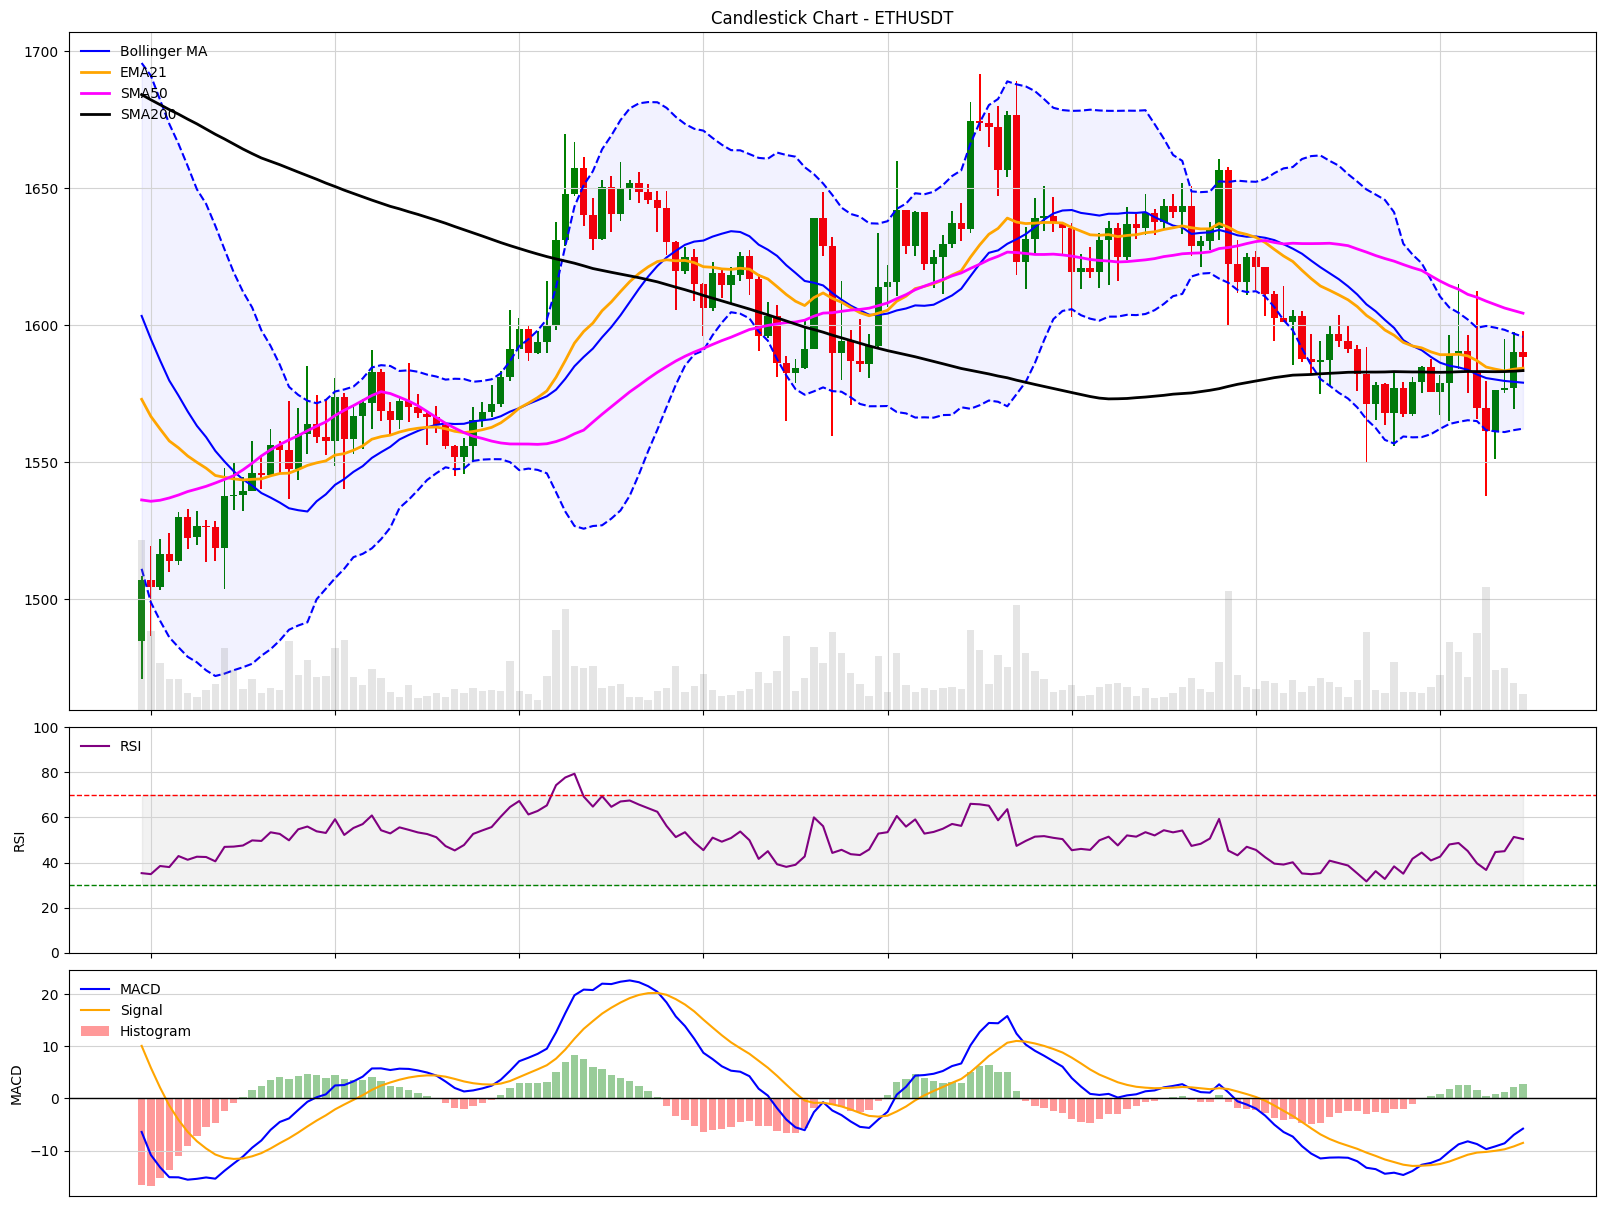 Candlestick Chart - ETHUSDT
Bollinger MA
EMA21
SMA50
SMA200
1700
1650
1600
1550
1500
RSI
100
80
60
40
20
0
RSI
MACD
Signal
Histogram
20
10
0
−10
MACD